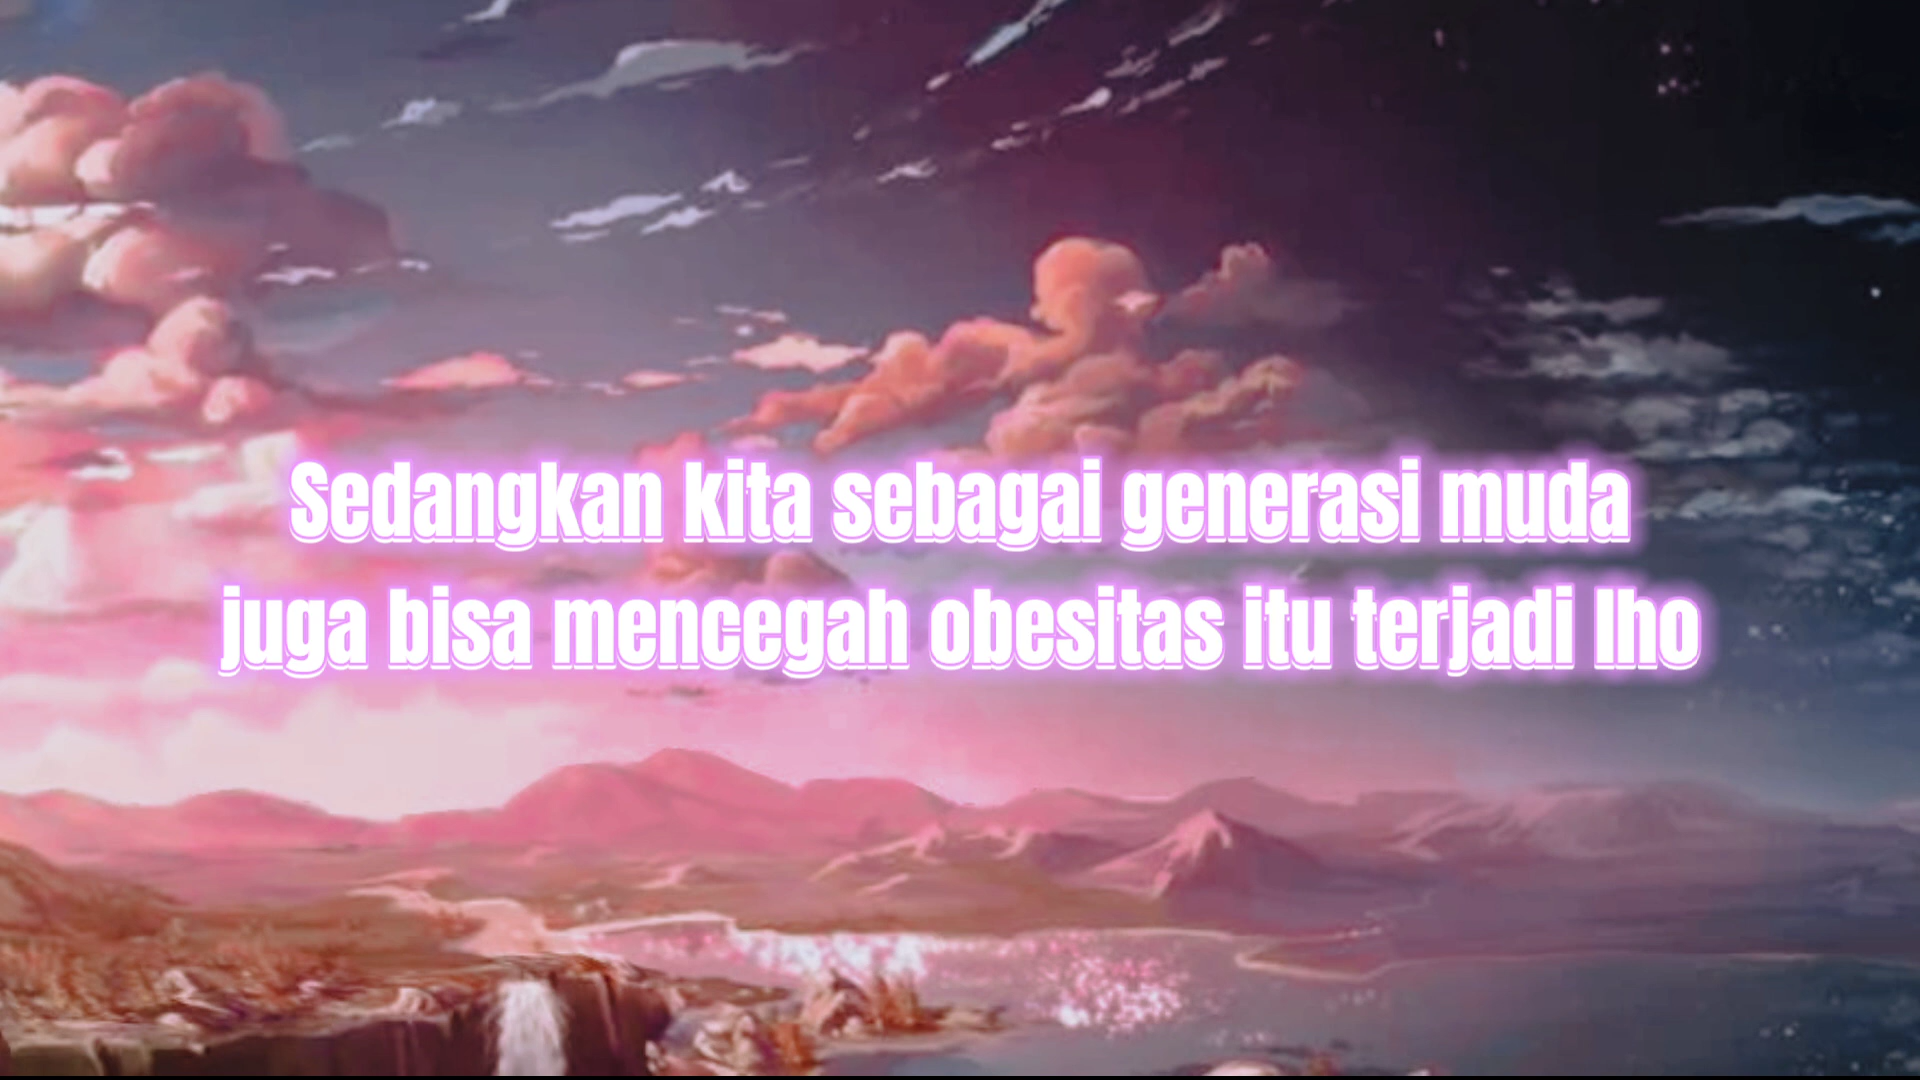 Sedangkan kita sebagai generasi muda
juga bisa mencegah obesitas itu terjadi lho